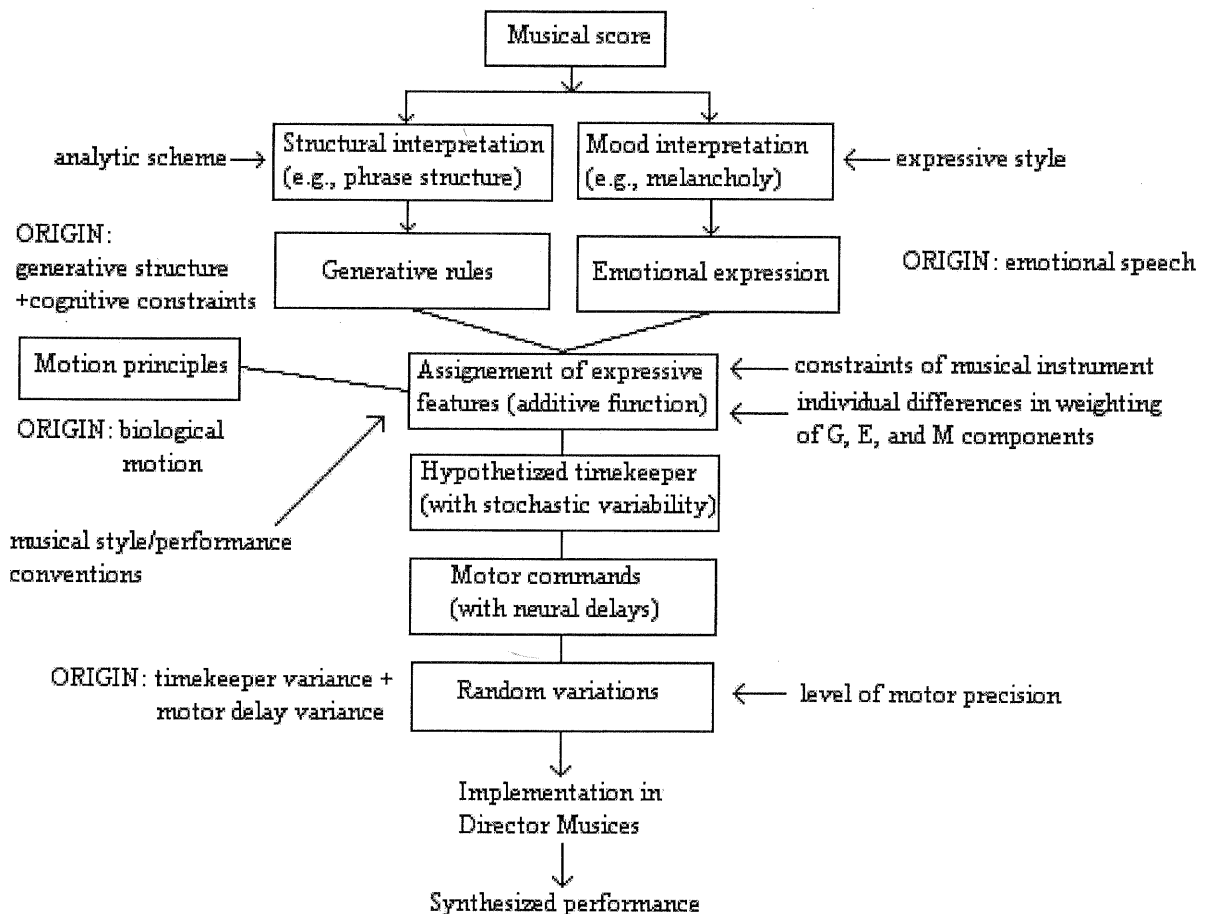 Musical score
analytic scheme
Structural interpretation
(e.g., phrase structure)
Mood interpretation
(e.g., melancholy)
expressive style
ORIGIN:
generative structure
+cognitive constraints
Generative rules
Emotional expression
ORIGIN: emotional speech
Motion principles
ORIGIN: biological
motion
Assignement of expressive
features (additive function)
constraints of musical instrument
individual differences in weighting
of G, E, and M components
Hypothetized timekeeper
(with stochastic variability)
musical style/performance
conventions
Motor commands
(with neural delays)
ORIGIN: timekeeper variance +
motor delay variance
Random variations
level of motor precision
Implementation in
Director Musices
Synthesized performance